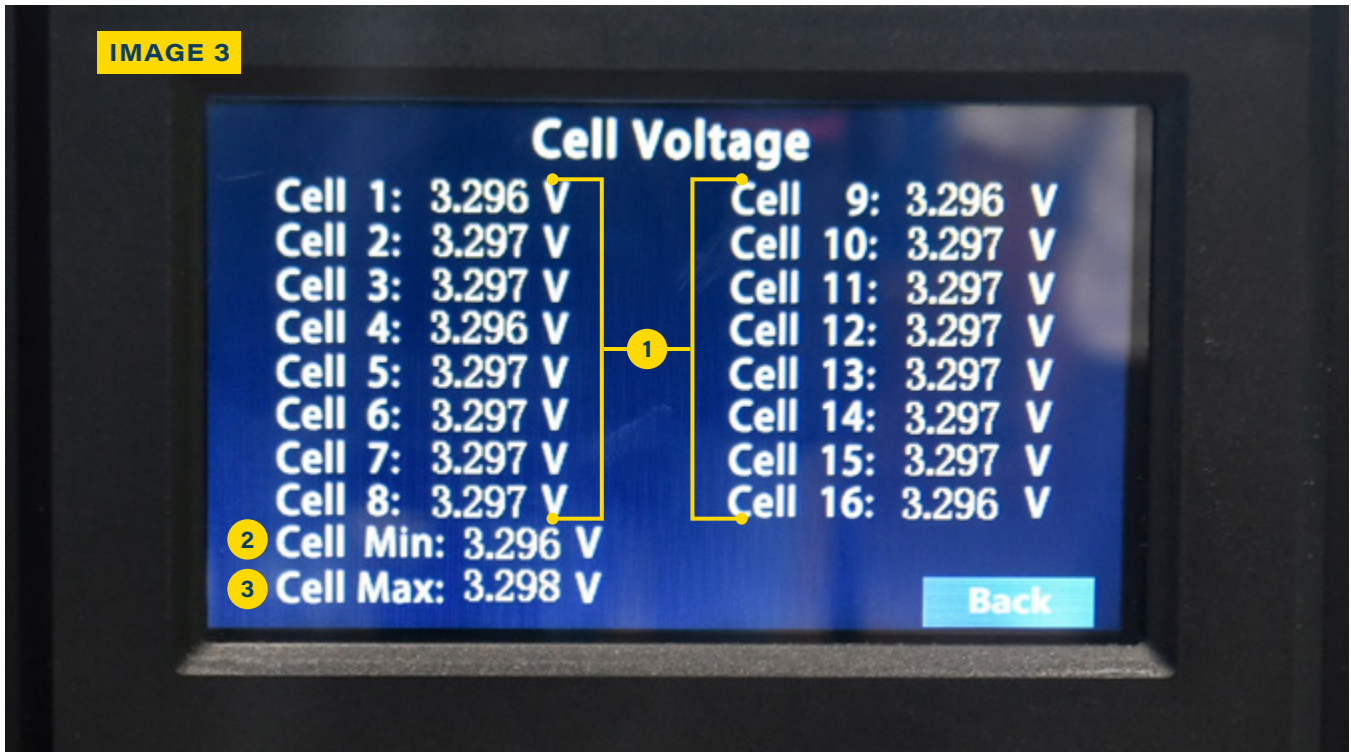 IMAGE 3
Cell Voltage
Cell 1: 3.296 V
Cell 2: 3.297 V
Cell 3: 3.297 V
Cell 4: 3.296 V
Cell 5: 3.297 V
Cell 6: 3.297 V
Cell 7: 3.297 V
Cell 8: 3.297 V
1
Cell 9: 3.296 V
Cell 10: 3.297 V
Cell 11: 3.297 V
Cell 12: 3.297 V
Cell 13: 3.297 V
Cell 14: 3.297 V
Cell 15: 3.297 V
Cell 16: 3.296 V
2 Cell Min: 3.296 V
3 Cell Max: 3.298 V
Back